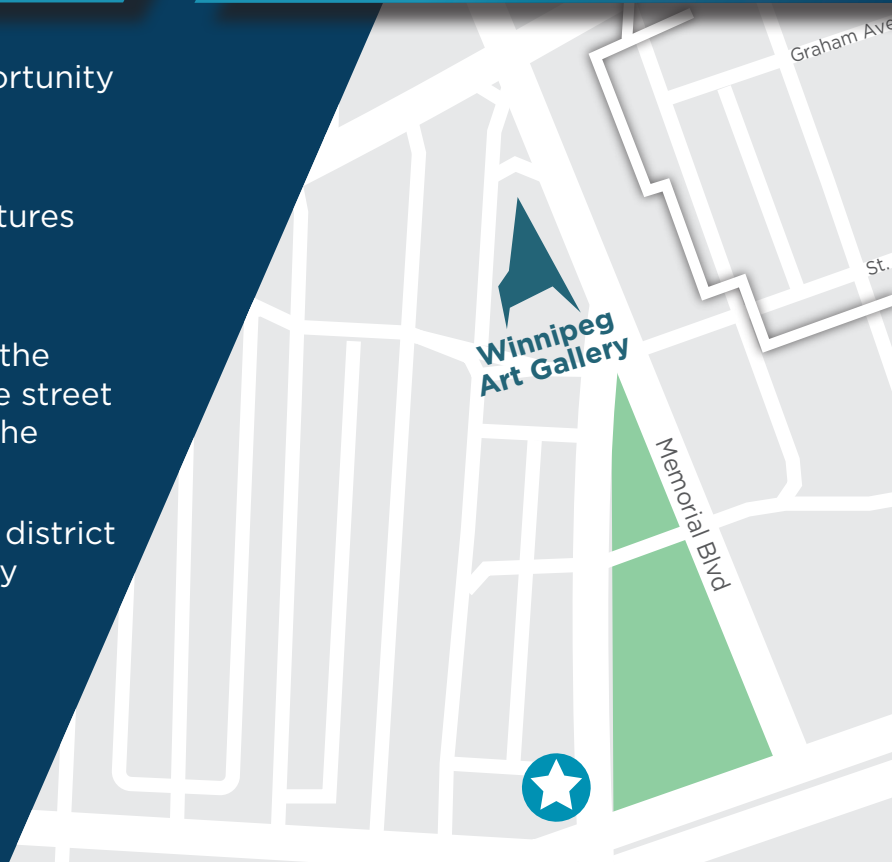 ortunity
tures
the
e street
he
district
y
Graham Ave
St.
Winnipeg
Art Gallery
Memorial Blvd